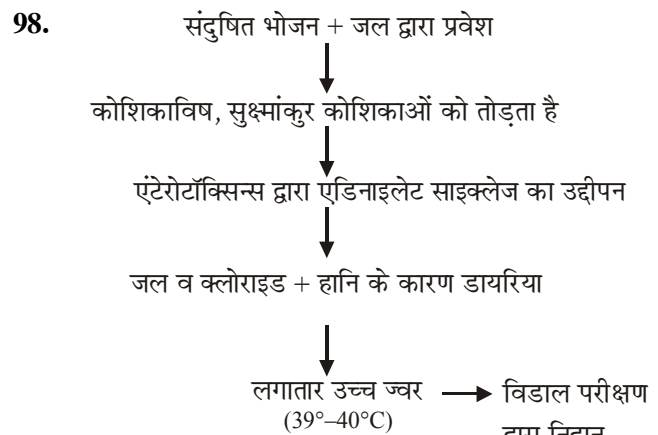 98. संदुषित भोजन + जल द्वारा प्रवेश
कोशिकाविष, सुक्ष्मांकुर कोशिकाओं को तोड़ता है
एंटेरोटॉक्सिन्स द्वारा एडिनाइलेट साइक्लेज का उद्दीपन
जल व क्लोराइड + हानि के कारण डायरिया
लगातार उच्च ज्वर → विडाल परीक्षण
(39°–40°C)